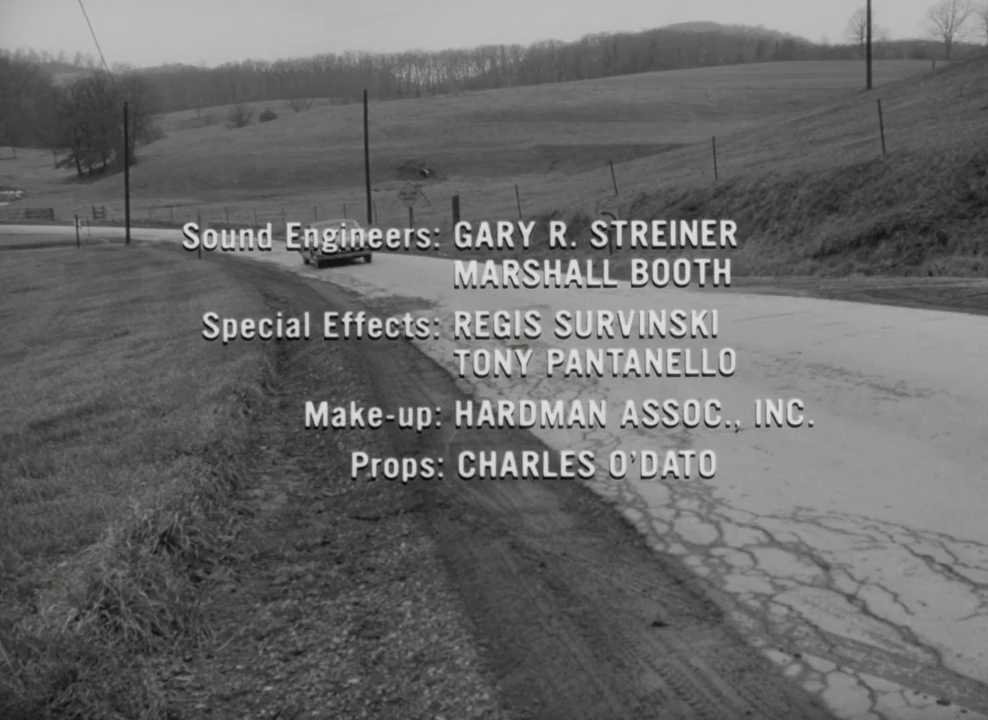 Sound Engineers: GARY R. STREINER
MARSHALL BOOTH
Special Effects: REGIS SURVINSKI
TONY PANTANELLO
Make-up: HARDMAN ASSOC., INC.
Props: CHARLES O'DATO